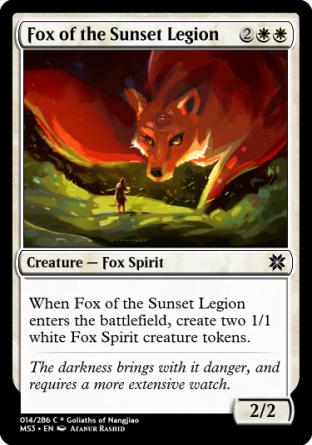 Fox of the Sunset Legion 2
Creature — Fox Spirit
When Fox of the Sunset Legion
enters the battlefield, create two 1/1
white Fox Spirit creature tokens.
The darkness brings with it danger, and
requires a more extensive watch.
2/2
014/286 C * Goliaths of Nangjiao
MS3 • EN Afanur Rashid